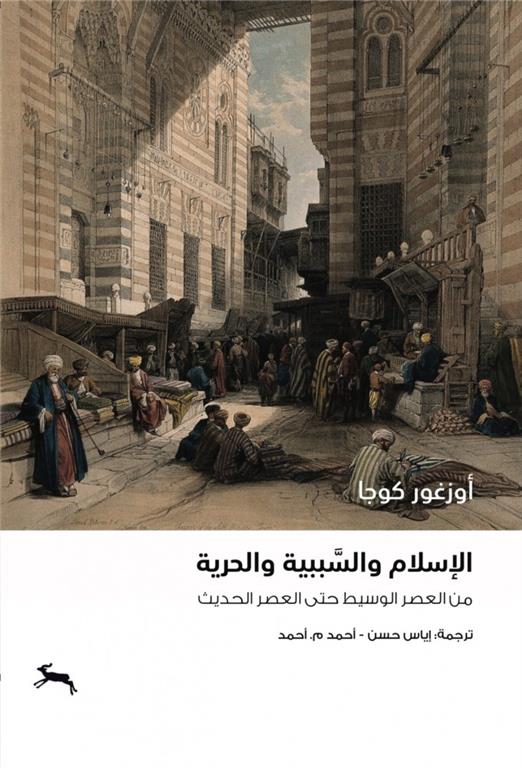 أوزغور كوجا
الإسلام والسَّببية والحرية
من العصر الوسيط حتى العصر الحديث
ترجمة: إياس حسن - أحمد م. أحمد